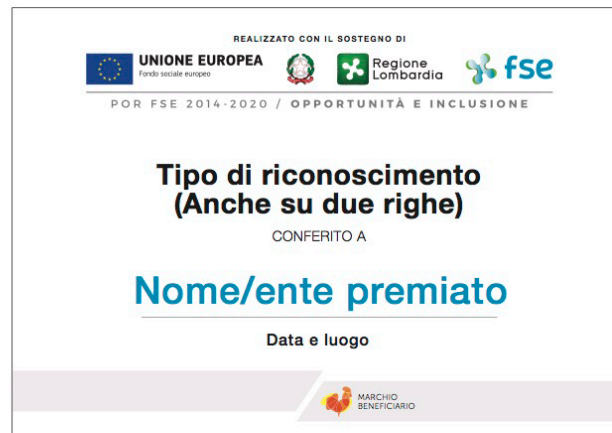 REALIZZATO CON IL SOSTEGNO DI
UNIONE EUROPEA
Fondo sociale europeo
Regione
Lombardia
fse
POR FSE 2014-2020 / OPPORTUNITÀ E INCLUSIONE
Tipo di riconoscimento
(Anche su due righe)
CONFERITO A
Nome/ente premiato
Data e luogo
MARCHIO
BENEFICIARIO